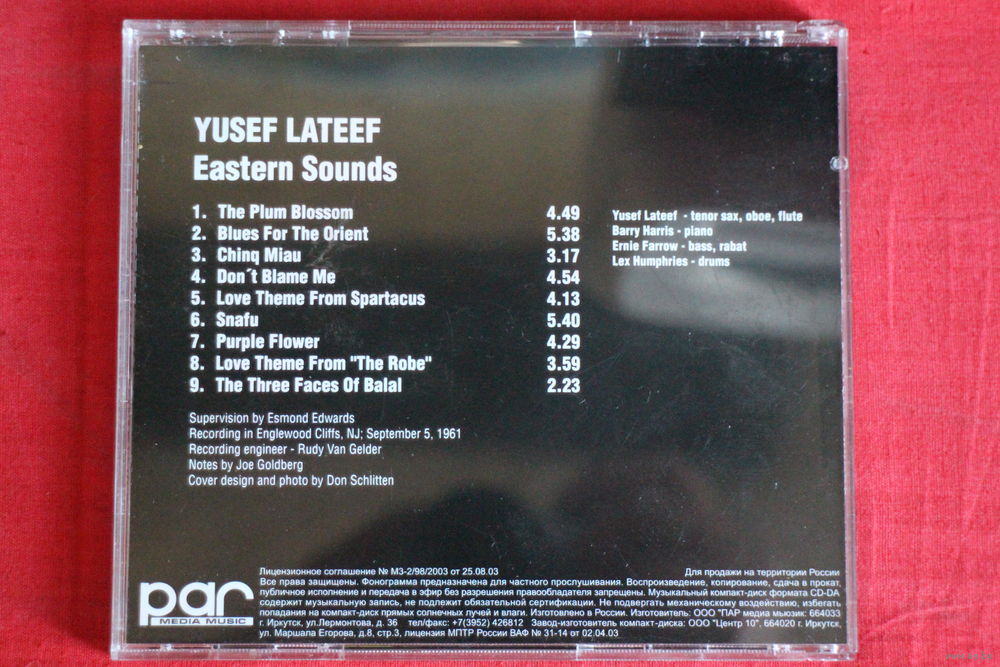 YUSEF LATEEF
Eastern Sounds
1. The Plum Blossom 4.49
2. Blues For The Orient 5.38
3. Chinq Miau 3.17
4. Don´t Blame Me 4.54
5. Love Theme From Spartacus 4.13
6. Snafu 5.40
7. Purple Flower 4.29
8. Love Theme From "The Robe" 3.59
9. The Three Faces Of Balal 2.23
Yusef Lateef - tenor sax, oboe, flute
Barry Harris - piano
Ernie Farrow - bass, rabat
Lex Humphries - drums
Supervision by Esmond Edwards
Recording in Englewood Cliffs, NJ; September 5, 1961
Recording engineer - Rudy Van Gelder
Notes by Joe Goldberg
Cover design and photo by Don Schlitten
par
MEDIA MUSIC
Лицензионное соглашение № МЗ-2/98/2003 от 25.08.03 Для продажи на территории России
Все права защищены. Фонограмма предназначена для частного прослушивания. Воспроизведение, копирование, сдача в прокат,
публичное исполнение и передача в эфир без разрешения правообладателя запрещены. Музыкальный компакт-диск формата CD-DA
содержит музыкальную запись, не подлежит обязательной сертификации. Не подвергать механическому воздействию, избегать
попадания на компакт-диск прямых солнечных лучей и влаги. Изготовлено в России. Изготовитель: ООО "ПАР медиа мьюзик: 664033
г. Иркутск, ул.Лермонтова, д. 36 тел/факс: +7(3952) 426812 Завод-изготовитель компакт-диска: ООО "Центр 10", 664020 г. Иркутск,
ул. Маршала Егорова, д.8, стр.3, лицензия МПТР России ВАФ № 31-14 от 02.04.03